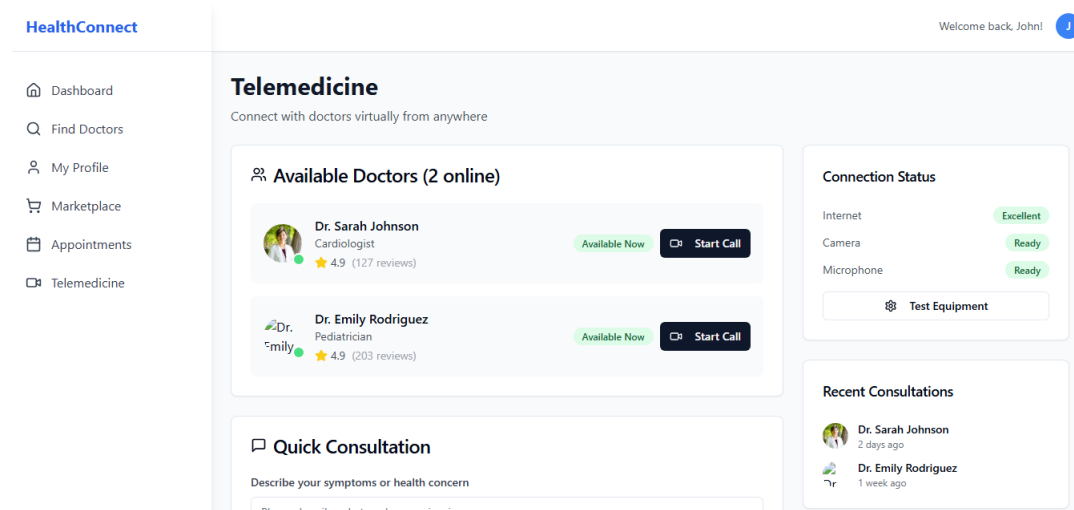 HealthConnect
Welcome back, John!
J
Dashboard
Find Doctors
My Profile
Marketplace
Appointments
Telemedicine
Telemedicine
Connect with doctors virtually from anywhere
Available Doctors (2 online)
Dr. Sarah Johnson
Cardiologist
4.9 (127 reviews)
Available Now
Start Call
Dr.
Emily
Dr. Emily Rodriguez
Pediatrician
4.9 (203 reviews)
Available Now
Start Call
Quick Consultation
Describe your symptoms or health concern
Connection Status
Internet Excellent
Camera Ready
Microphone Ready
Test Equipment
Recent Consultations
Dr. Sarah Johnson
2 days ago
Dr
Dr. Emily Rodriguez
1 week ago